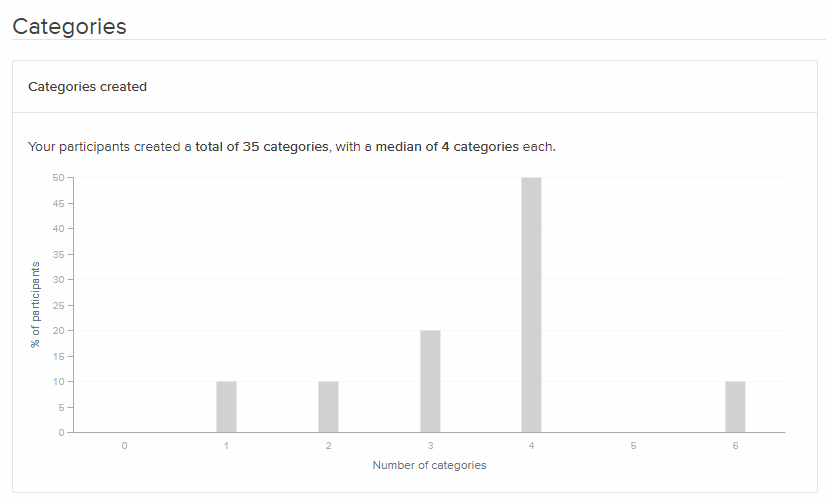 Categories
Categories created
Your participants created a total of 35 categories, with a median of 4 categories each.
50
45
40
35
30
25
20
15
10
5
0
% of participants
0 1 2 3 4 5 6
Number of categories